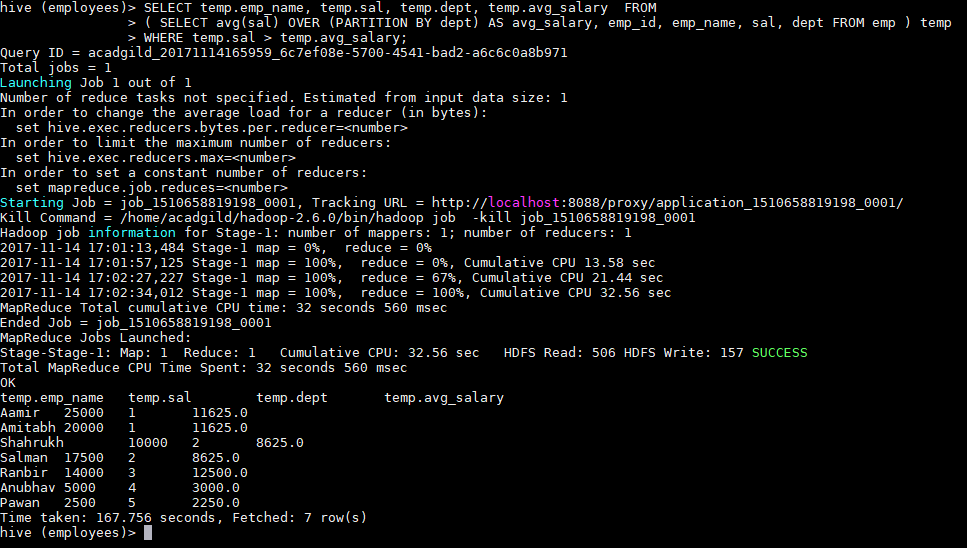 hive (employees)> SELECT temp.emp_name, temp.sal, temp.dept, temp.avg_salary  FROM
                > ( SELECT avg(sal) OVER (PARTITION BY dept) AS avg_salary, emp_id, emp_name, sal, dept FROM emp ) temp
                > WHERE temp.sal > temp.avg_salary;
Query ID = acadgild_20171114165959_6c7ef08e-5700-4541-bad2-a6c6c0a8b971
Total jobs = 1
Launching Job 1 out of 1
Number of reduce tasks not specified. Estimated from input data size: 1
In order to change the average load for a reducer (in bytes):
  set hive.exec.reducers.bytes.per.reducer=<number>
In order to limit the maximum number of reducers:
  set hive.exec.reducers.max=<number>
In order to set a constant number of reducers:
  set mapreduce.job.reduces=<number>
Starting Job = job_1510658819198_0001, Tracking URL = http://localhost:8088/proxy/application_1510658819198_0001/
Kill Command = /home/acadgild/hadoop-2.6.0/bin/hadoop job  -kill job_1510658819198_0001
Hadoop job information for Stage-1: number of mappers: 1; number of reducers: 1
2017-11-14 17:01:13,484 Stage-1 map = 0%,  reduce = 0%
2017-11-14 17:01:57,125 Stage-1 map = 100%,  reduce = 0%, Cumulative CPU 13.58 sec
2017-11-14 17:02:27,227 Stage-1 map = 100%,  reduce = 67%, Cumulative CPU 21.44 sec
2017-11-14 17:02:34,012 Stage-1 map = 100%,  reduce = 100%, Cumulative CPU 32.56 sec
MapReduce Total cumulative CPU time: 32 seconds 560 msec
Ended Job = job_1510658819198_0001
MapReduce Jobs Launched:
Stage-Stage-1: Map: 1  Reduce: 1   Cumulative CPU: 32.56 sec   HDFS Read: 506 HDFS Write: 157 SUCCESS
Total MapReduce CPU Time Spent: 32 seconds 560 msec
OK
temp.emp_name   temp.sal        temp.dept       temp.avg_salary
Aamir   25000   1       11625.0
Amitabh 20000   1       11625.0
Shahrukh        10000   2       8625.0
Salman  17500   2       8625.0
Ranbir  14000   3       12500.0
Anubhav 5000    4       3000.0
Pawan   2500    5       2250.0
Time taken: 167.756 seconds, Fetched: 7 row(s)
hive (employees)>